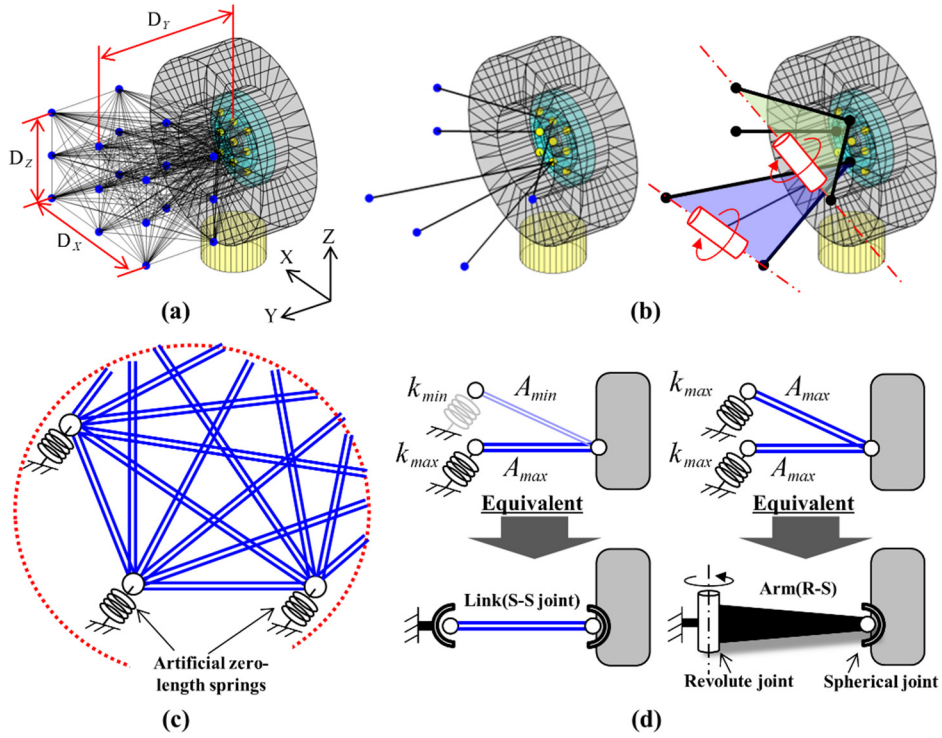 D_Y
D_Z
D_X
X
Y
Z
(a)
(b)
Artificial zero-
length springs
(c)
k_min
A_min
k_max
A_max
Equivalent
Link(S-S joint)
k_max
A_max
k_max
A_max
Equivalent
Arm(R-S)
Revolute joint
Spherical joint
(d)